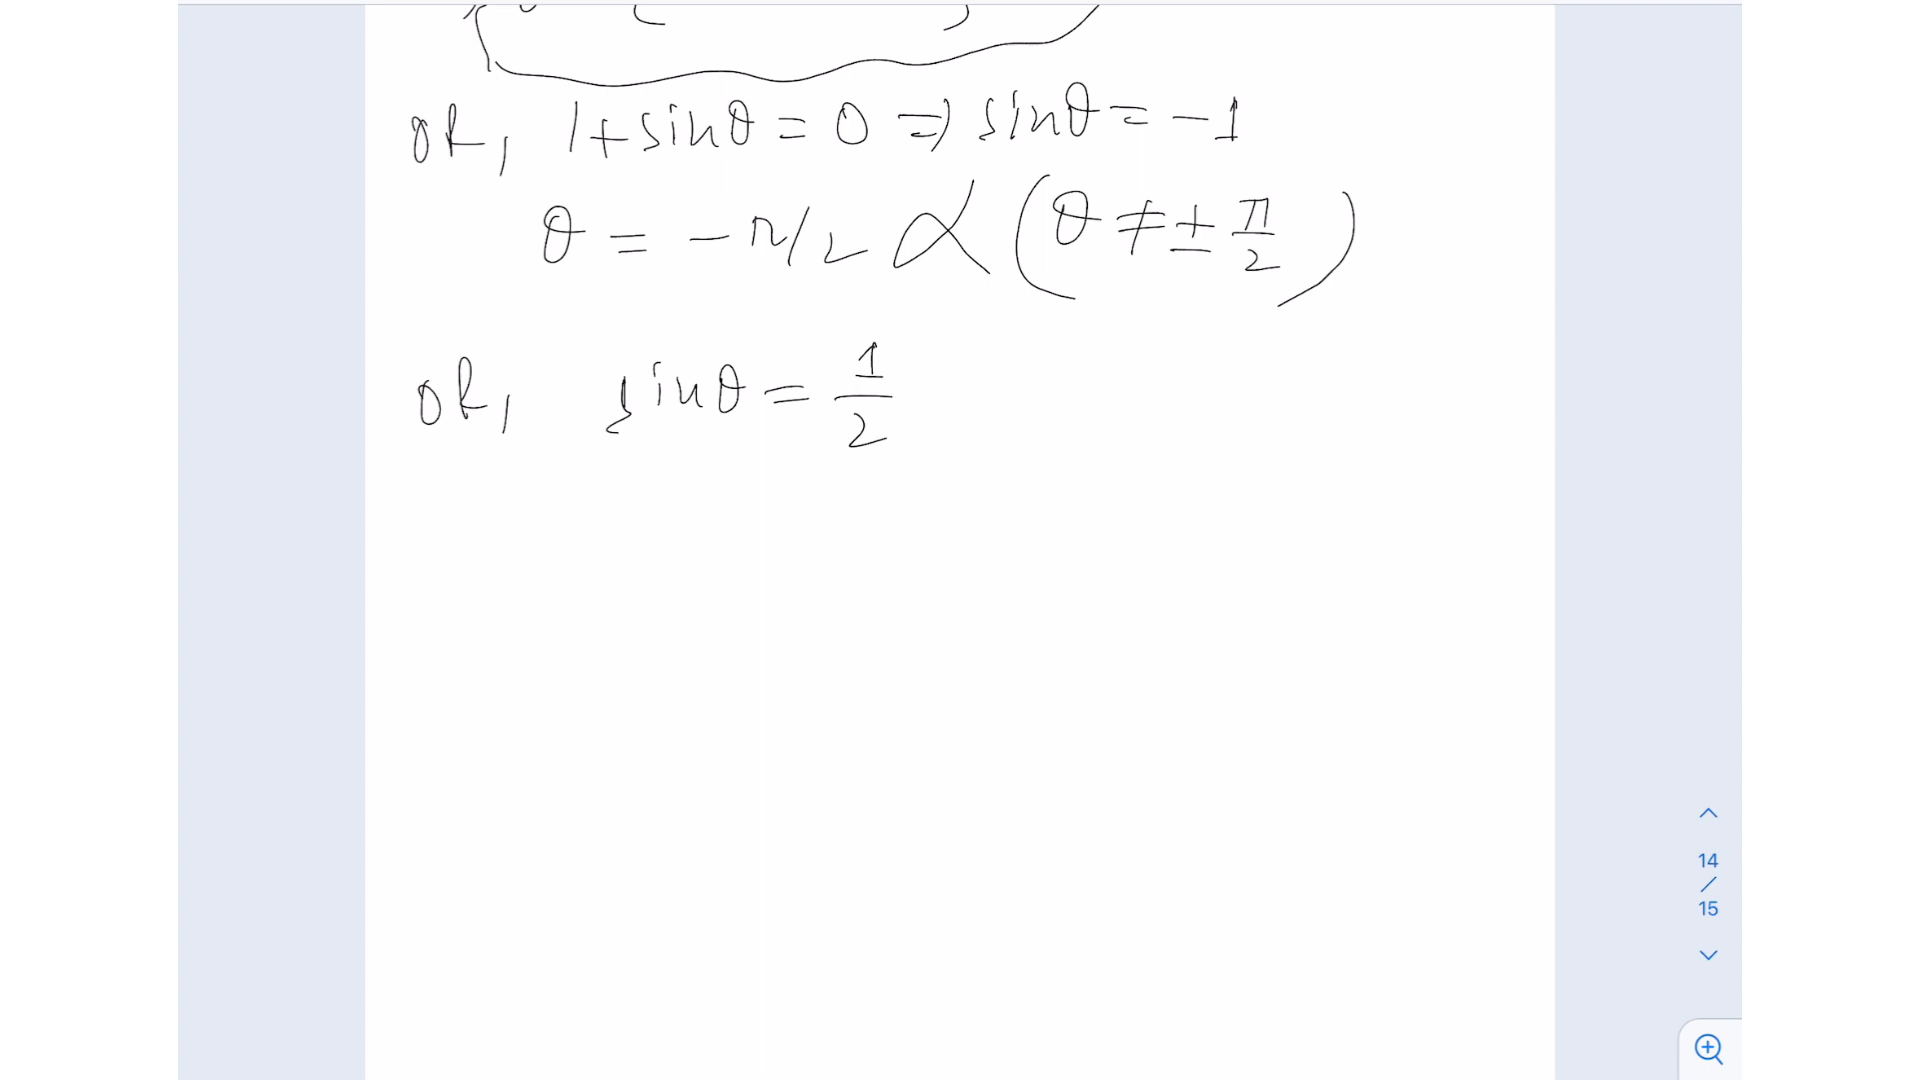 or, 1+sinθ = 0 ⇒ sinθ = -1
θ = -π/2 ✗ (θ ≠ ± π/2)
or, sinθ = 1/2
14
/
15